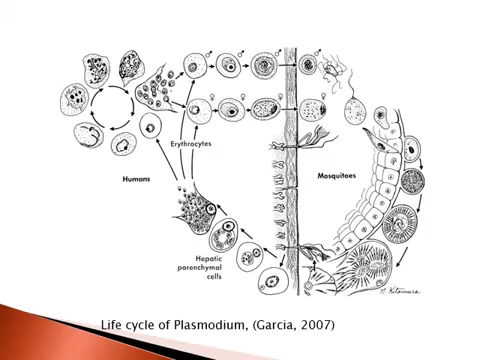 ♂ ♂ ♂ ♂
♀ ♀ ♀ ♀
Erythrocytes
Humans
Mosquitoes
Hepatic
parenchymal
cells
Life cycle of Plasmodium, (Garcia, 2007)